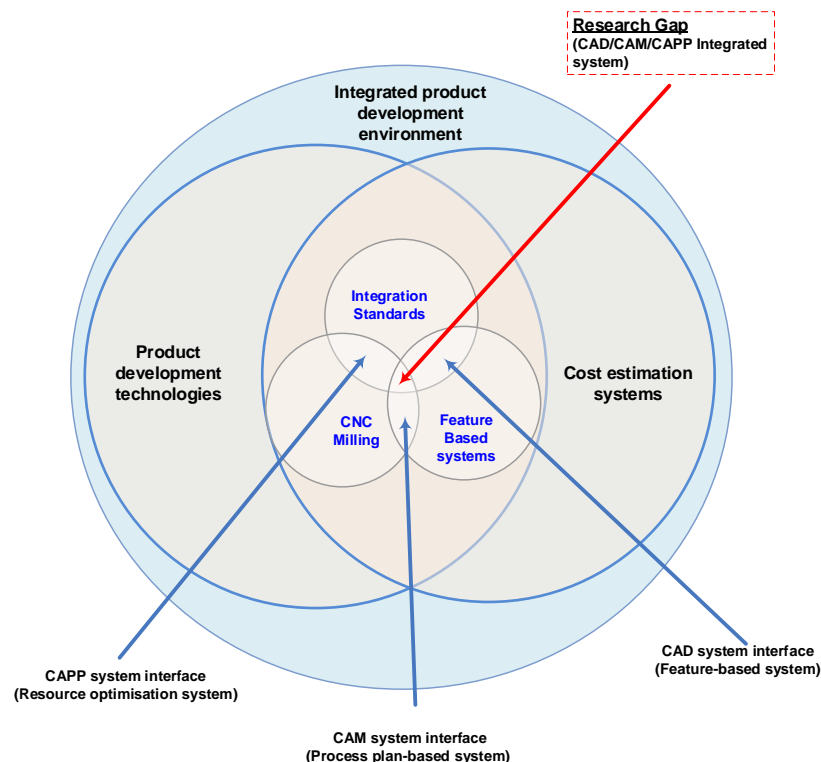 Research Gap
(CAD/CAM/CAPP Integrated
system)
Integrated product
development
environment
Integration
Standards
Product
development
technologies
Cost estimation
systems
CNC
Milling
Feature
Based
systems
CAD system interface
(Feature-based system)
CAPP system interface
(Resource optimisation system)
CAM system interface
(Process plan-based system)